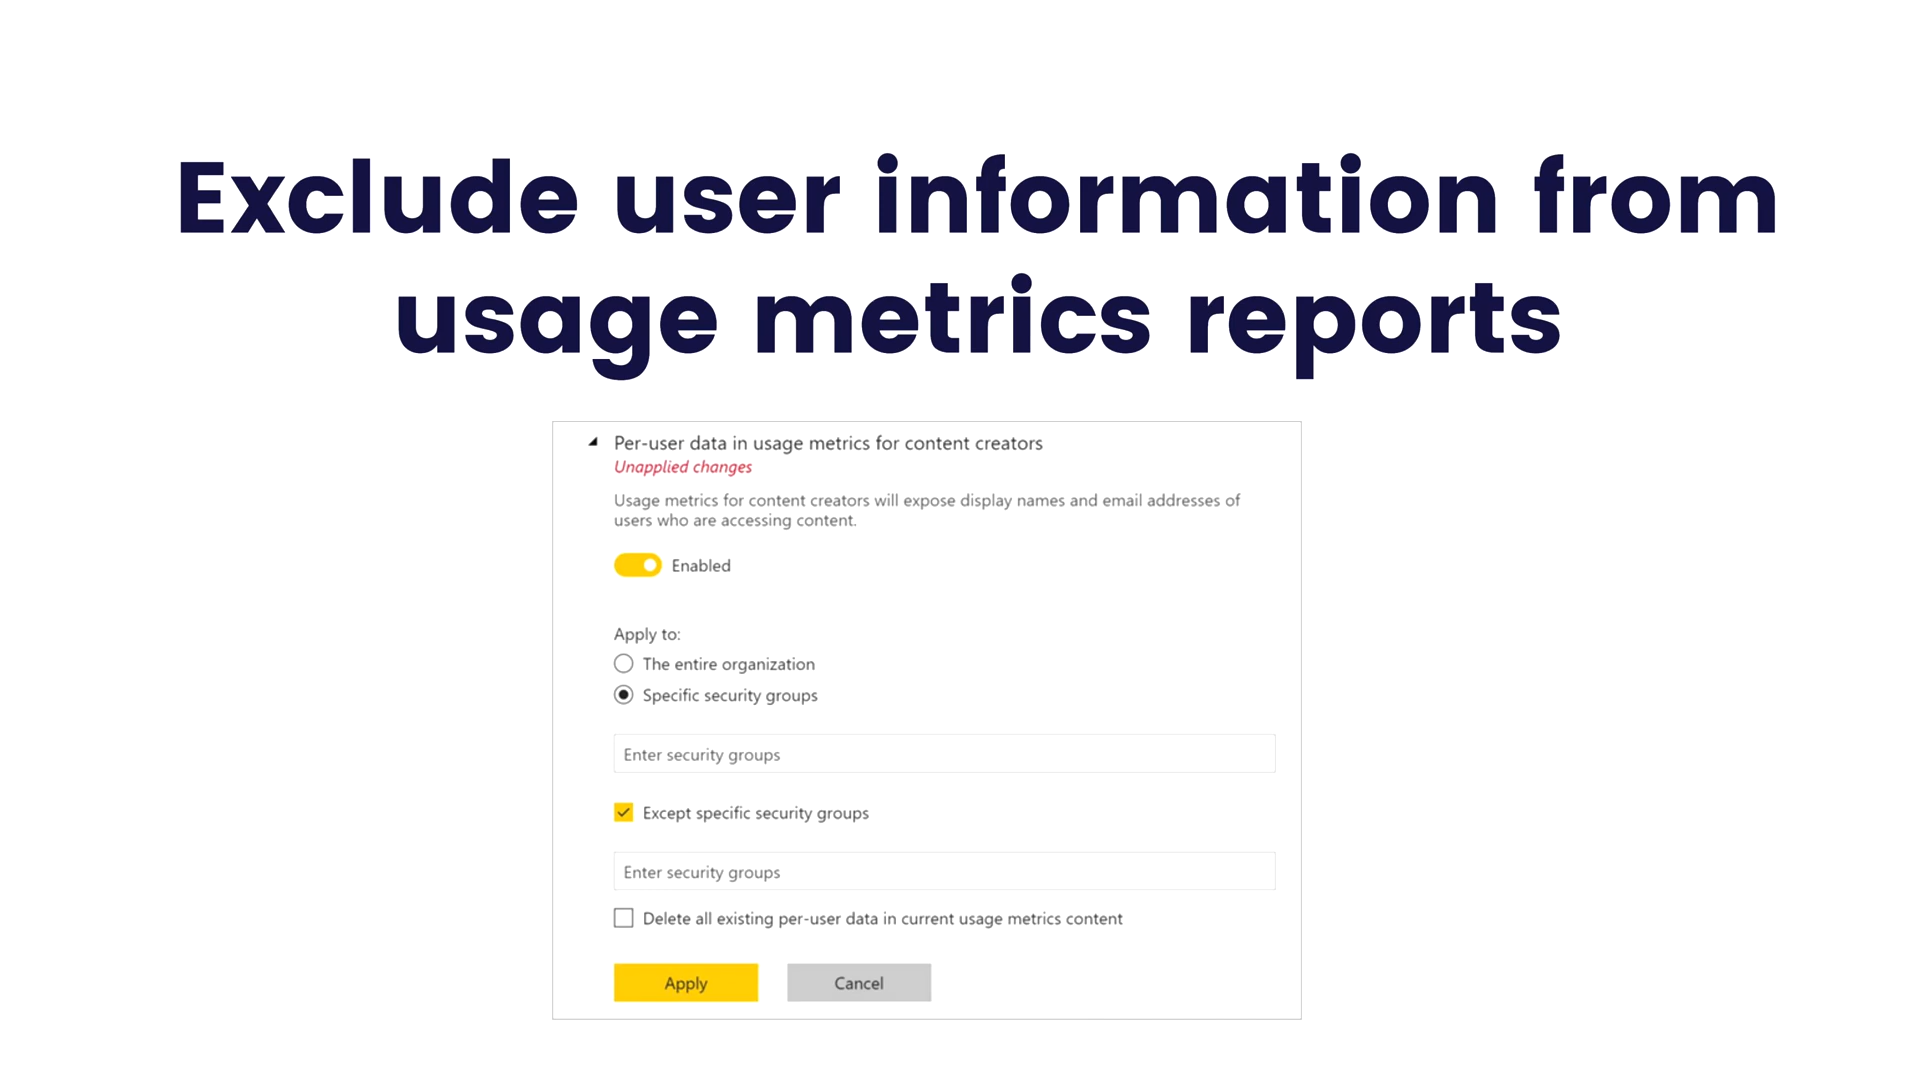 Exclude user information from
usage metrics reports
Per-user data in usage metrics for content creators
Unapplied changes
Usage metrics for content creators will expose display names and email addresses of
users who are accessing content.
Enabled
Apply to:
The entire organization
Specific security groups
Enter security groups
Except specific security groups
Enter security groups
Delete all existing per-user data in current usage metrics content
Apply
Cancel